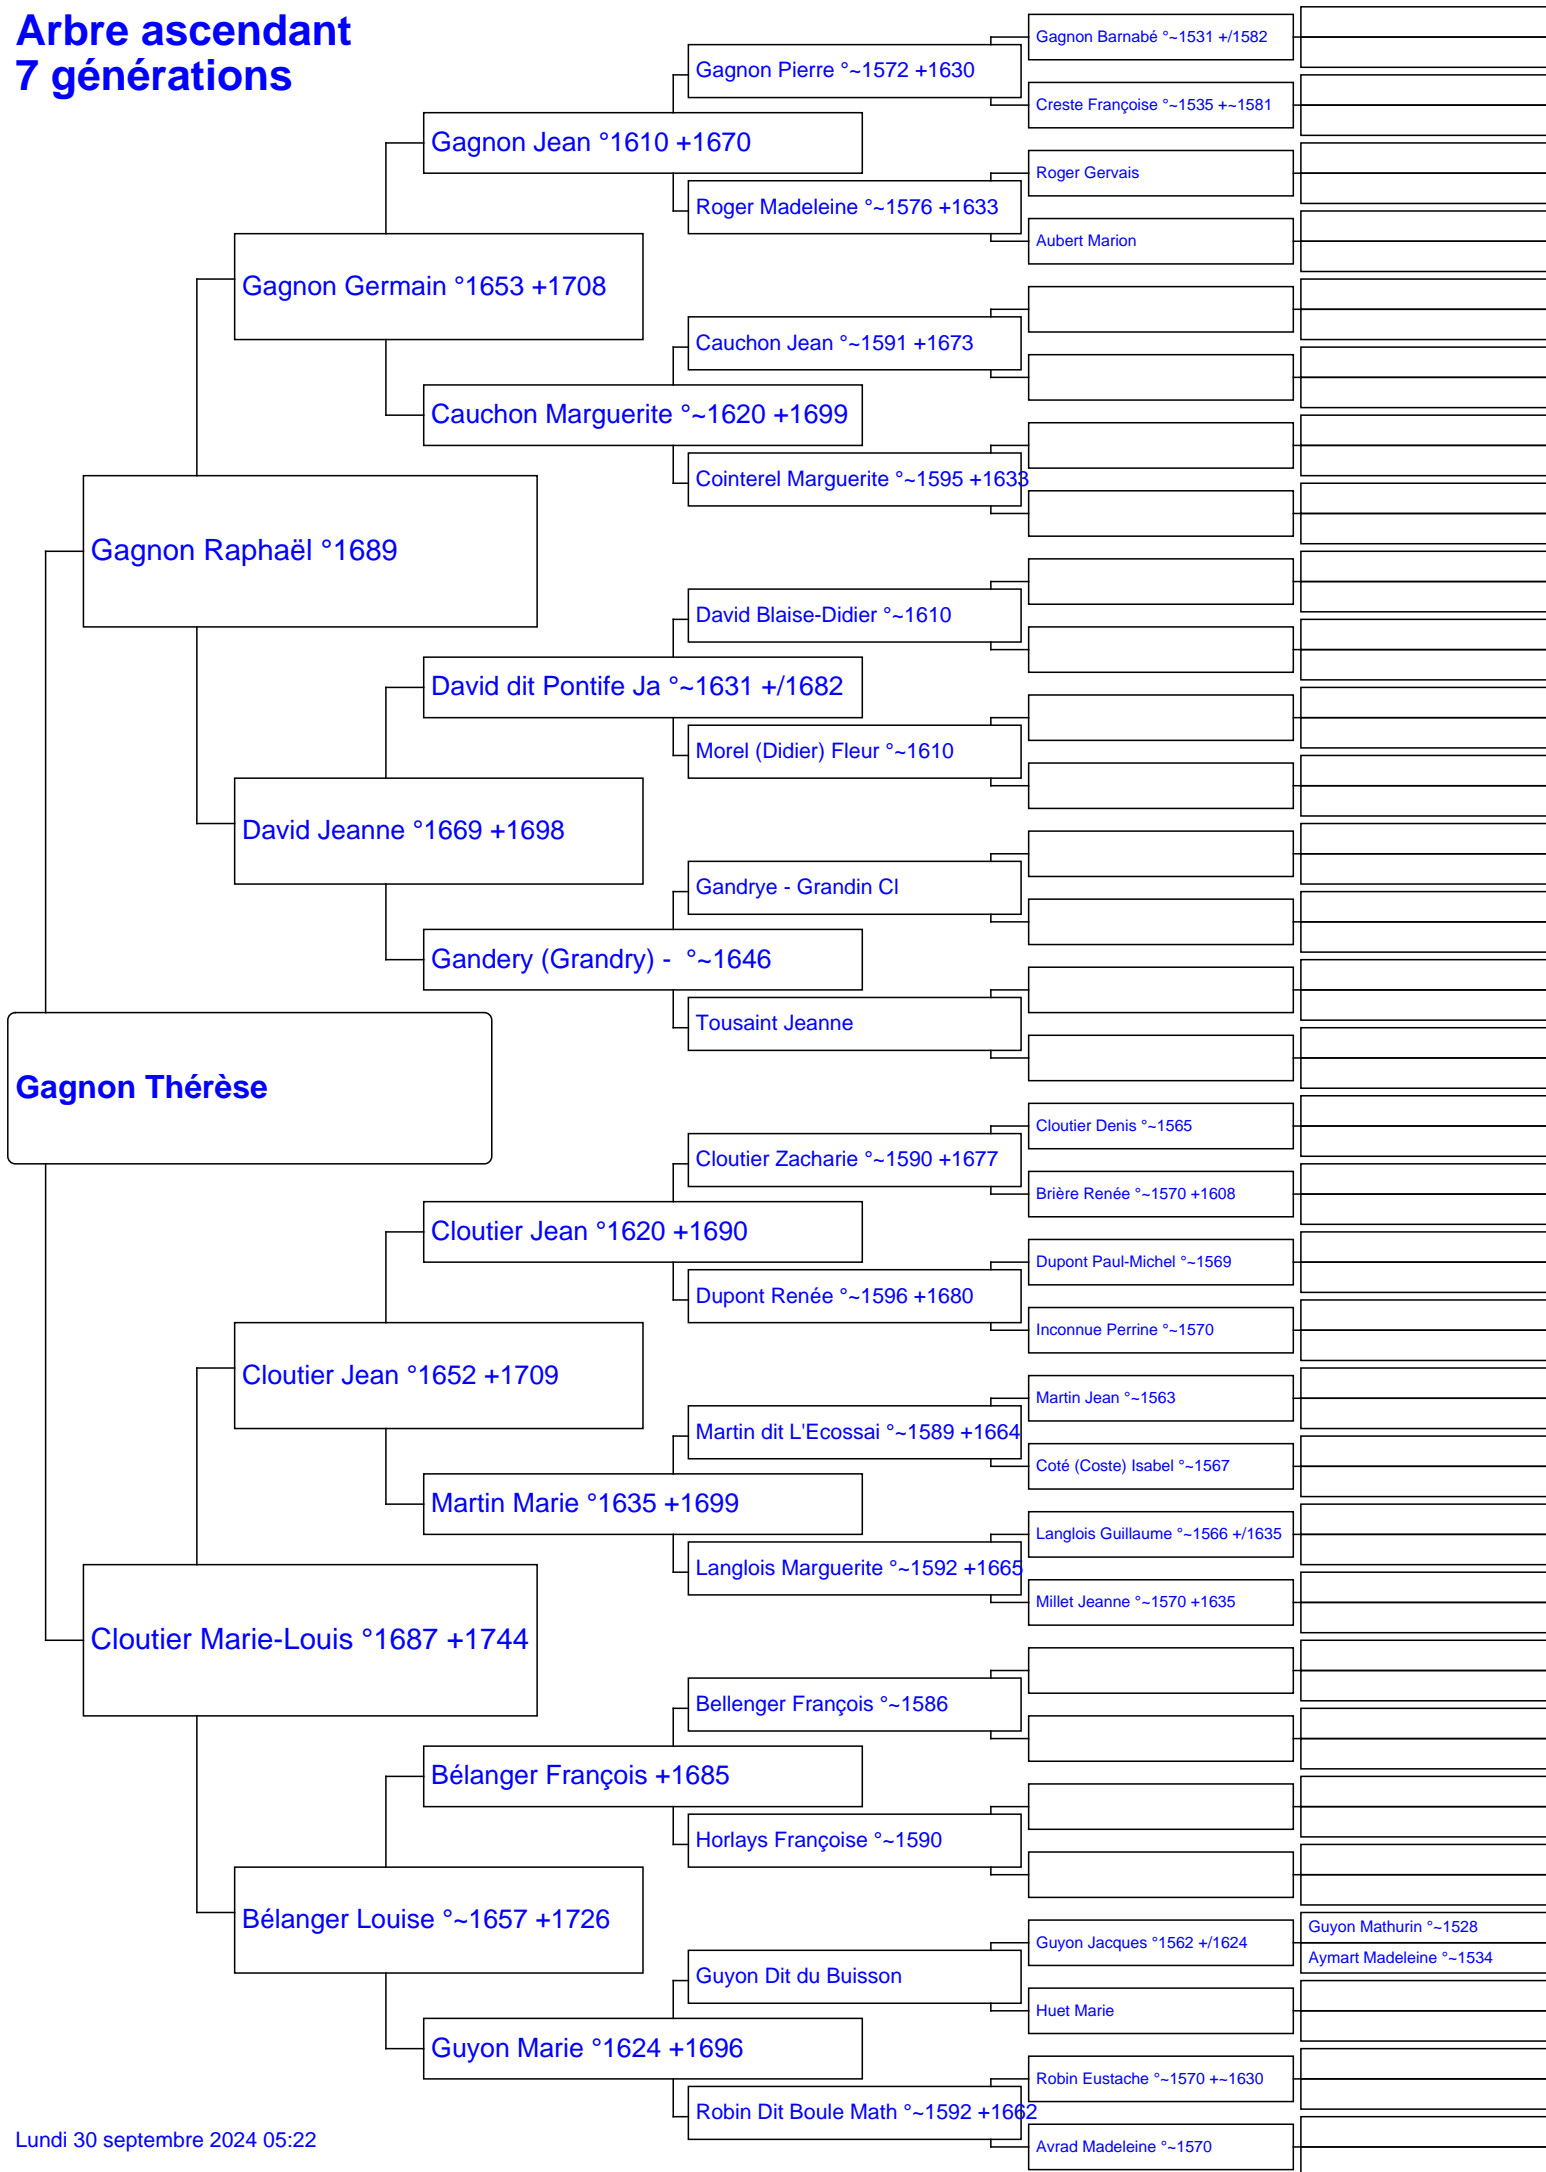 Arbre ascendant
7 générations
Gagnon Barnabé °~1531 +/1582
Gagnon Pierre °~1572 +1630
Creste Françoise °~1535 +~1581
Gagnon Jean °1610 +1670
Roger Gervais
Roger Madeleine °~1576 +1633
Aubert Marion
Gagnon Germain °1653 +1708
Cauchon Jean °~1591 +1673
Cauchon Marguerite °~1620 +1699
Cointerel Marguerite °~1595 +1633
Gagnon Raphaël °1689
David Blaise-Didier °~1610
David dit Pontife Ja °~1631 +/1682
Morel (Didier) Fleur °~1610
David Jeanne °1669 +1698
Gandrye - Grandin Cl
Gandery (Grandry) -  °~1646
Tousaint Jeanne
Gagnon Thérèse
Cloutier Denis °~1565
Cloutier Zacharie °~1590 +1677
Brière Renée °~1570 +1608
Cloutier Jean °1620 +1690
Dupont Paul-Michel °~1569
Dupont Renée °~1596 +1680
Inconnue Perrine °~1570
Cloutier Jean °1652 +1709
Martin Jean °~1563
Martin dit L'Ecossai °~1589 +1664
Coté (Coste) Isabel °~1567
Martin Marie °1635 +1699
Langlois Guillaume °~1566 +/1635
Langlois Marguerite °~1592 +1665
Millet Jeanne °~1570 +1635
Cloutier Marie-Louis °1687 +1744
Bellenger François °~1586
Bélanger François +1685
Horlays Françoise °~1590
Bélanger Louise °~1657 +1726
Guyon Mathurin °~1528
Guyon Jacques °1562 +/1624
Aymart Madeleine °~1534
Guyon Dit du Buisson
Huet Marie
Guyon Marie °1624 +1696
Robin Eustache °~1570 +~1630
Robin Dit Boule Math °~1592 +1662
Avrad Madeleine °~1570
Lundi 30 septembre 2024 05:22